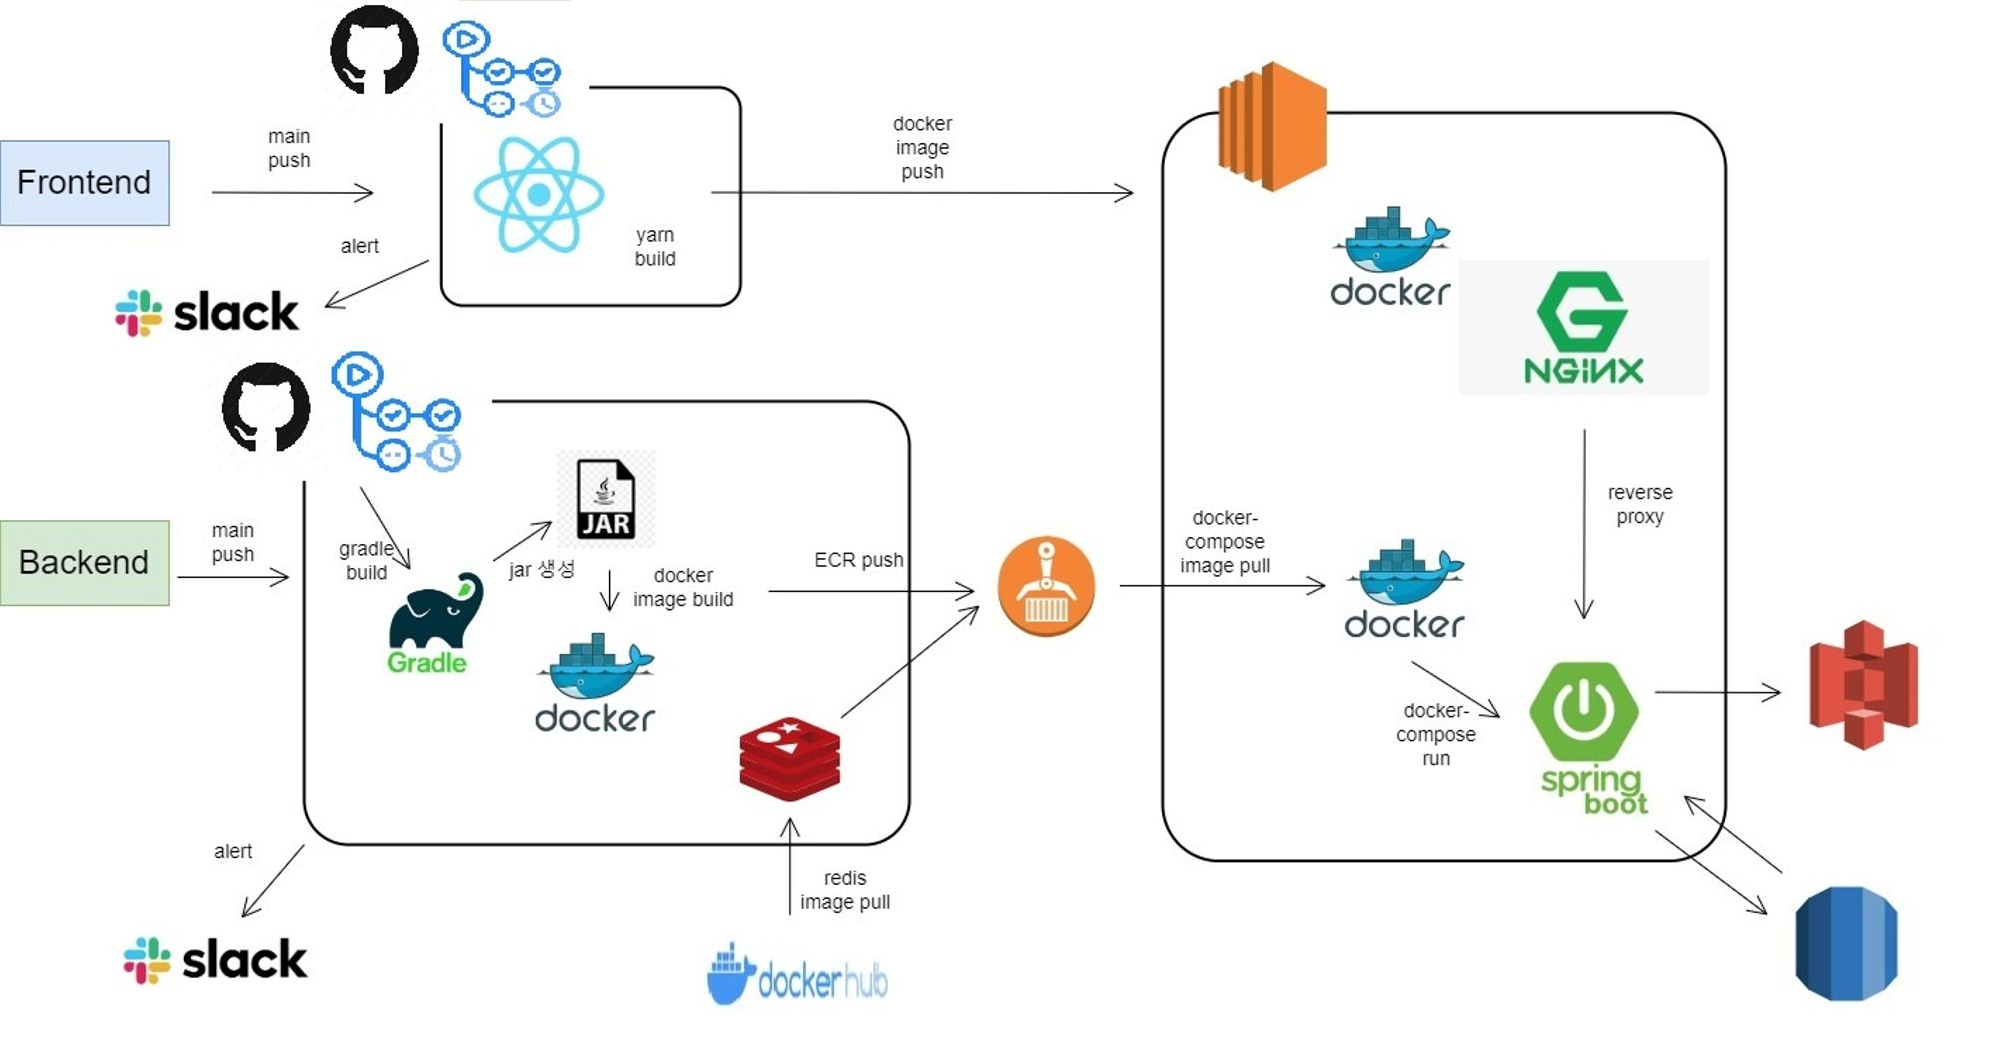 Frontend
main
push
alert
slack
yarn
build
docker
image
push
docker
NGiNX
reverse
proxy
Backend
main
push
gradle
build
Gradle
jar 생성
JAR
docker
image build
docker
ECR push
redis
image pull
dockerhub
alert
slack
docker-
compose
image pull
docker
docker-
compose
run
spring
boot